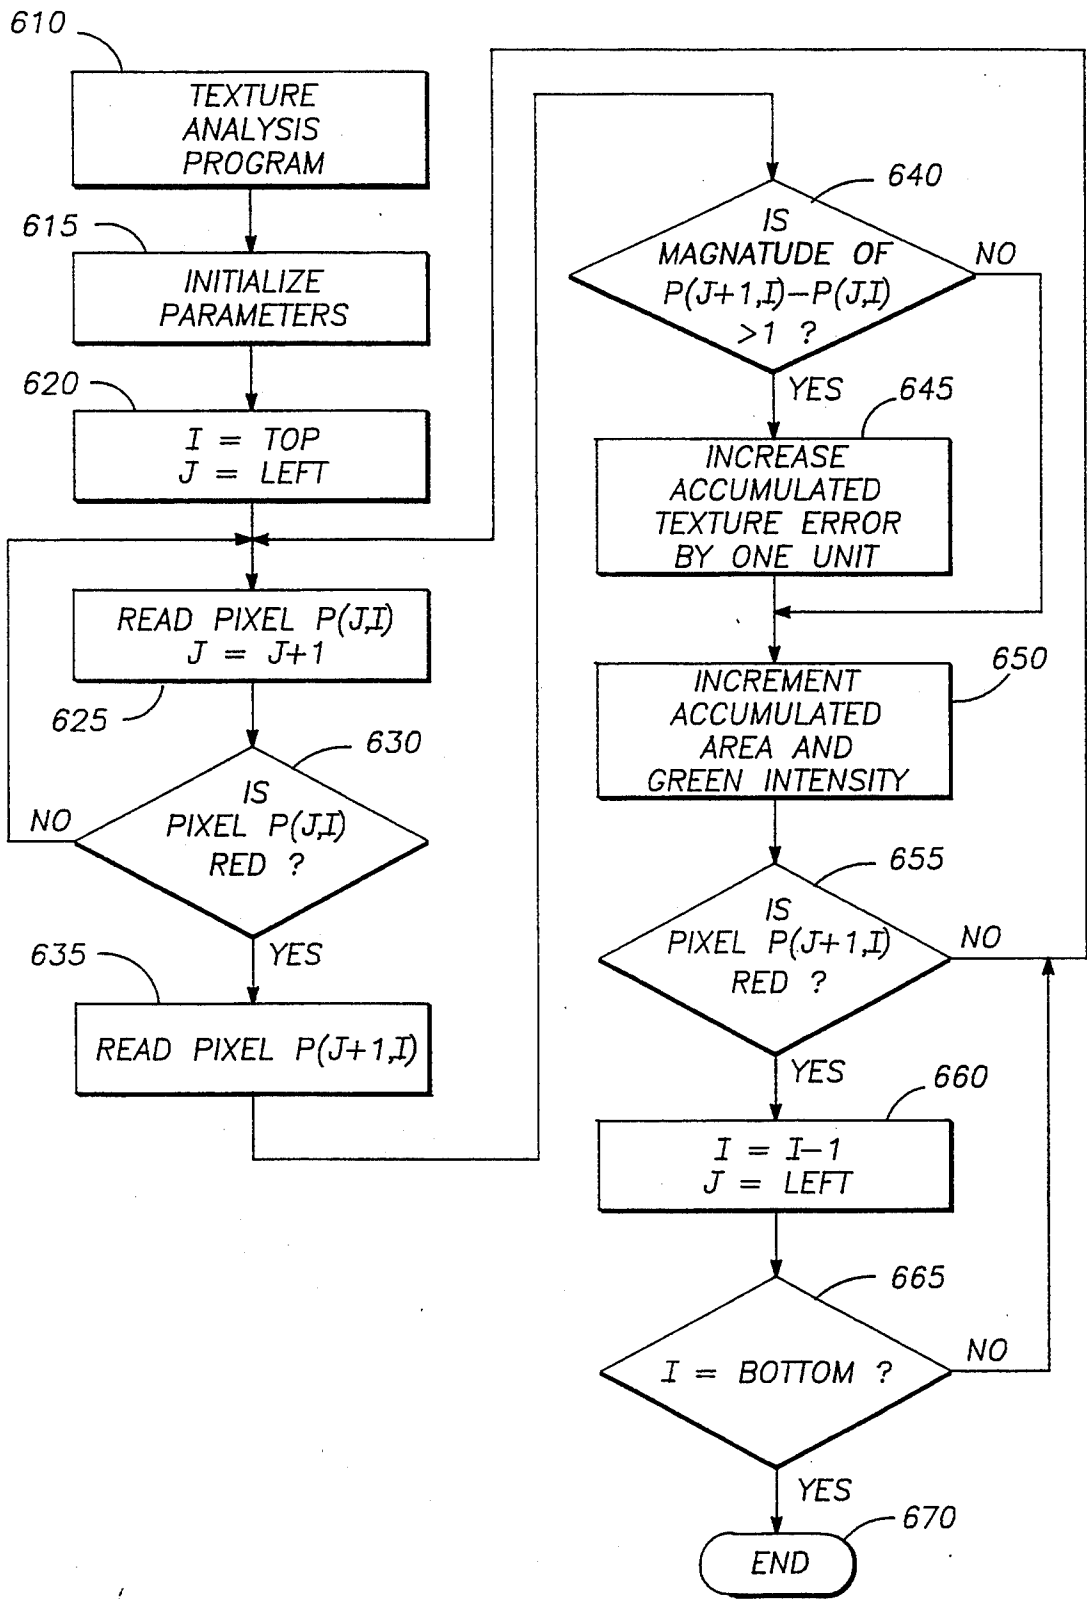 610
TEXTURE
ANALYSIS
PROGRAM
615
INITIALIZE
PARAMETERS
620
I = TOP
J = LEFT
READ PIXEL P(J,I)
J = J+1
625
630
IS
PIXEL P(J,I)
RED ?
NO
YES
635
READ PIXEL P(J+1,I)
640
IS
MAGNATUDE OF
P(J+1,I)-P(J,I)
>1 ?
NO
YES
645
INCREASE
ACCUMULATED
TEXTURE ERROR
BY ONE UNIT
650
INCREMENT
ACCUMULATED
AREA AND
GREEN INTENSITY
655
IS
PIXEL P(J+1,I)
RED ?
NO
YES
660
I = I-1
J = LEFT
665
I = BOTTOM ?
NO
YES
670
END